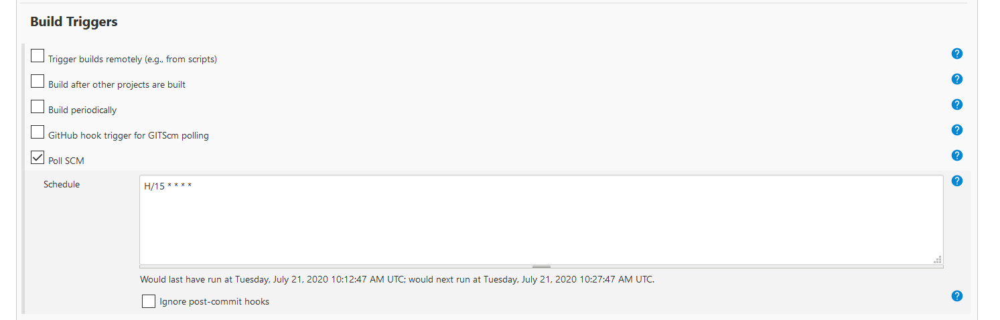 Build Triggers
Trigger builds remotely (e.g., from scripts)
?
Build after other projects are built
?
Build periodically
?
GitHub hook trigger for GITScm polling
?
Poll SCM
?
Schedule
H/15 * * * *
?
Would last have run at Tuesday, July 21, 2020 10:12:47 AM UTC; would next run at Tuesday, July 21, 2020 10:27:47 AM UTC.
Ignore post-commit hooks
?